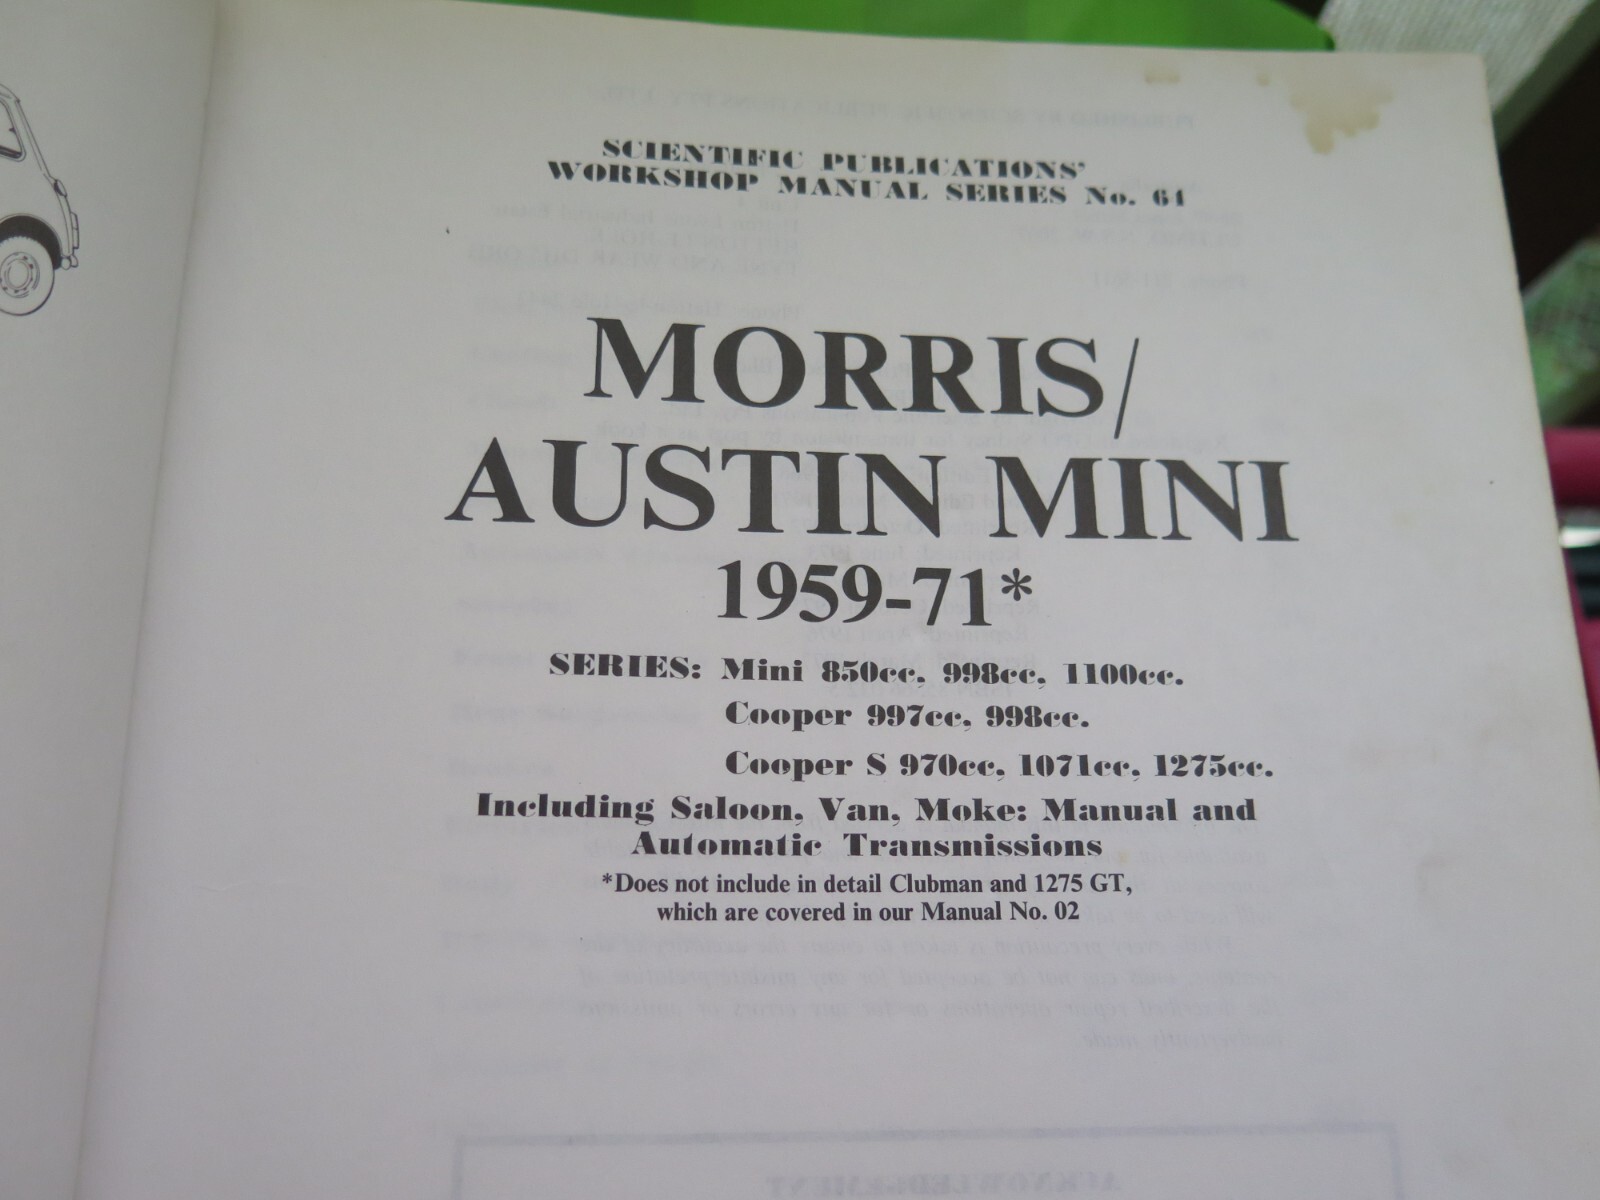 SCIENTIFIC PUBLICATIONS'
WORKSHOP MANUAL SERIES No. 64
MORRIS/
AUSTIN MINI
1959-71*
SERIES: Mini 850cc, 998cc, 1100cc.
Cooper 997cc, 998cc.
Cooper S 970cc, 1071cc, 1275cc.
Including Saloon, Van, Moke: Manual and
Automatic Transmissions
*Does not include in detail Clubman and 1275 GT,
which are covered in our Manual No. 02